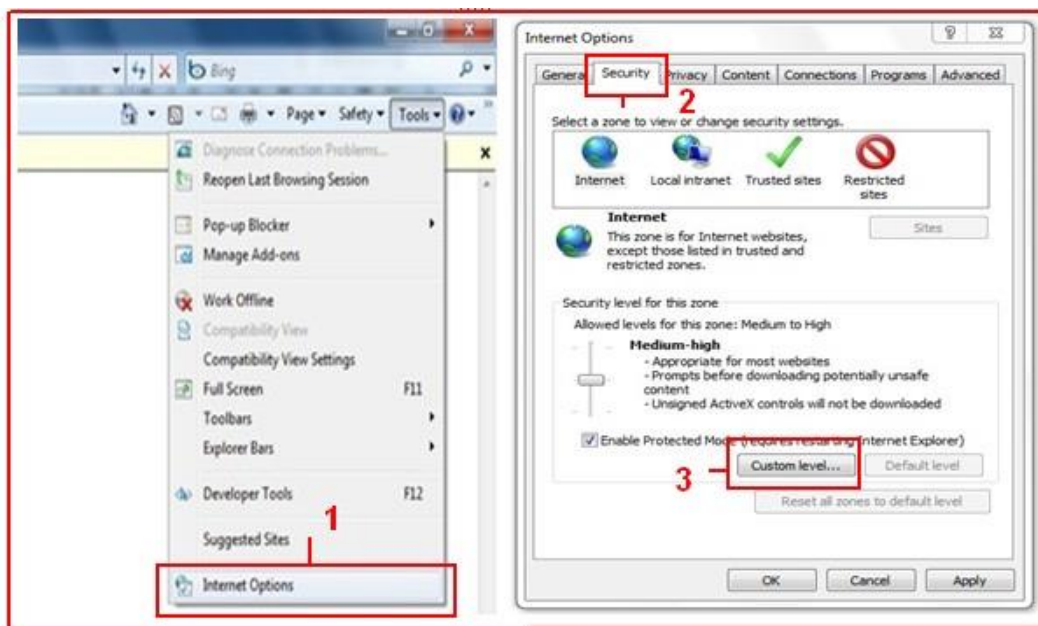 Bing
Page Safety Tools
Diagnose Connection Problems...
Reopen Last Browsing Session
Pop-up Blocker
Manage Add-ons
Work Offline
Compatibility View
Compatibility View Settings
Full Screen F11
Toolbars
Explorer Bars
Developer Tools F12
1
Suggested Sites
Internet Options
Internet Options
General Security Privacy Content Connections Programs Advanced
2
Select a zone to view or change security settings.
Internet Local intranet Trusted sites Restricted sites
Internet
This zone is for Internet websites,
except those listed in trusted and
restricted zones.
Sites
Security level for this zone
Allowed levels for this zone: Medium to High
Medium-high
- Appropriate for most websites
- Prompts before downloading potentially unsafe
content
- Unsigned ActiveX controls will not be downloaded
Enable Protected Mode (requires restarting Internet Explorer)
3
Custom level... Default level
Reset all zones to default level
OK Cancel Apply